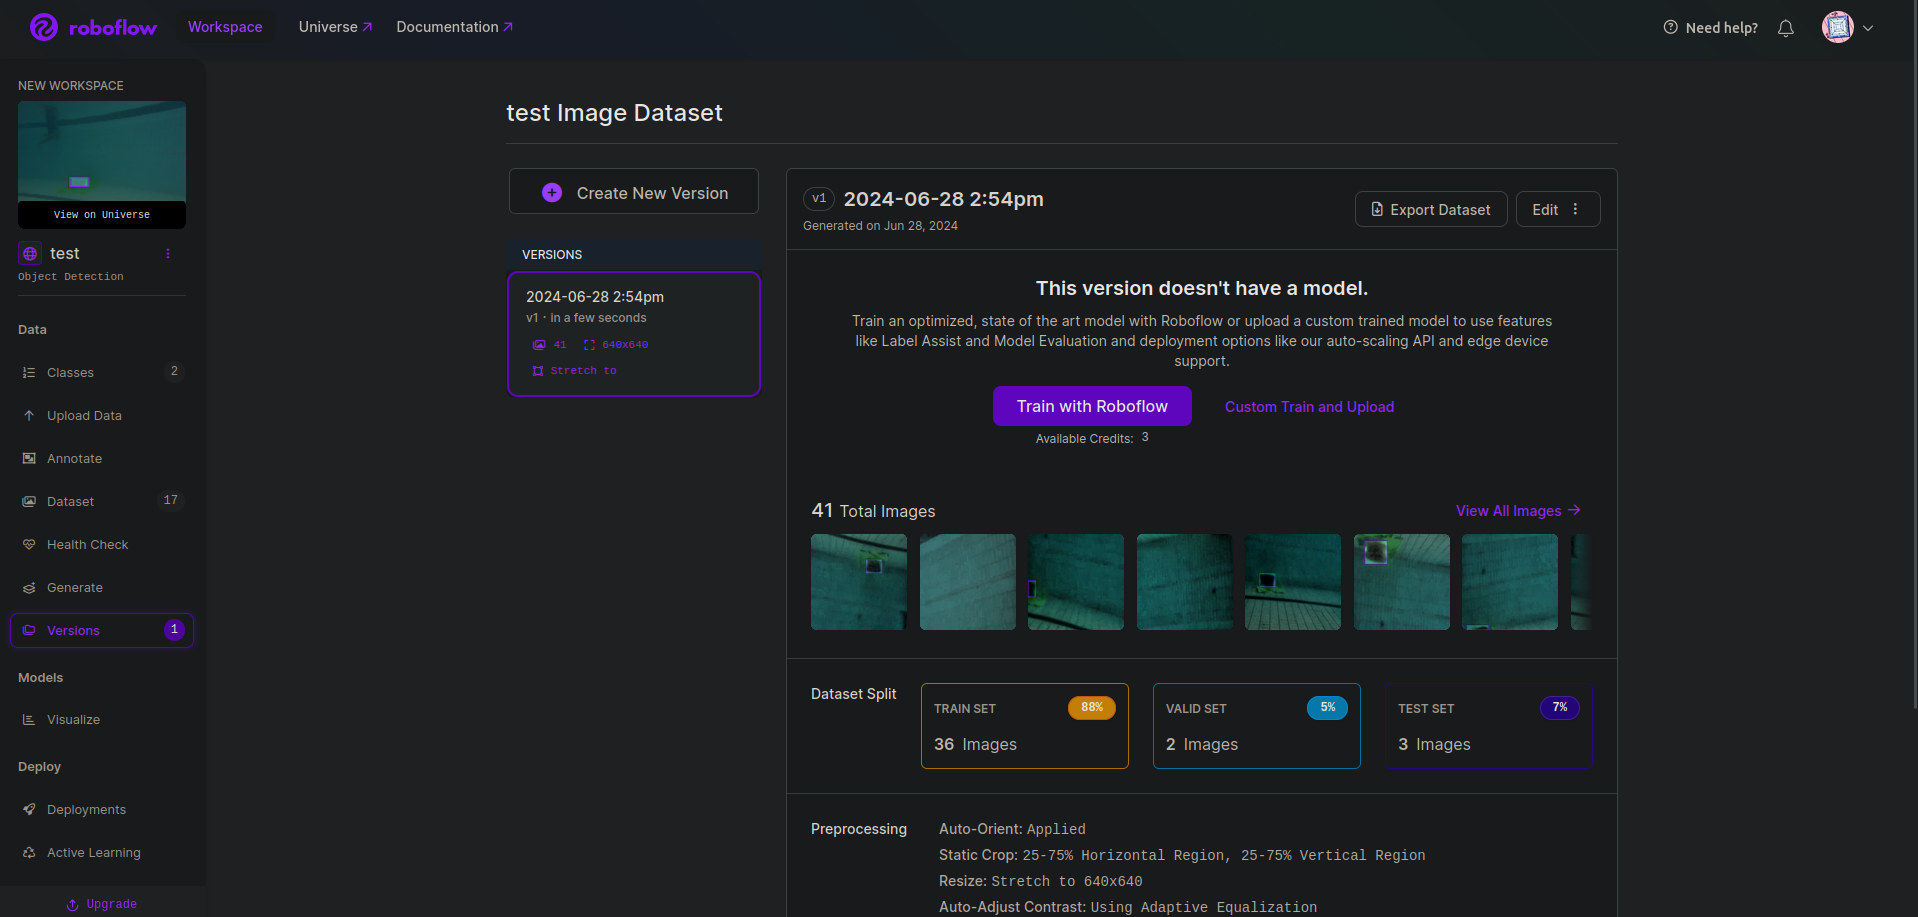 roboflow
Workspace
Universe
Documentation
Need help?
NEW WORKSPACE
View on Universe
test
Object Detection
Data
Classes 2
Upload Data
Annotate
Dataset 17
Health Check
Generate
Versions 1
Models
Visualize
Deploy
Deployments
Active Learning
Upgrade
test Image Dataset
Create New Version
VERSIONS
2024-06-28 2:54pm
v1 · in a few seconds
41 640x640
Stretch to
v1 2024-06-28 2:54pm
Generated on Jun 28, 2024
Export Dataset
Edit
This version doesn't have a model.
Train an optimized, state of the art model with Roboflow or upload a custom trained model to use features
like Label Assist and Model Evaluation and deployment options like our auto-scaling API and edge device
support.
Train with Roboflow
Custom Train and Upload
Available Credits: 3
41 Total Images
View All Images
Dataset Split
TRAIN SET 88%
36 Images
VALID SET 5%
2 Images
TEST SET 7%
3 Images
Preprocessing
Auto-Orient: Applied
Static Crop: 25-75% Horizontal Region, 25-75% Vertical Region
Resize: Stretch to 640x640
Auto-Adjust Contrast: Using Adaptive Equalization